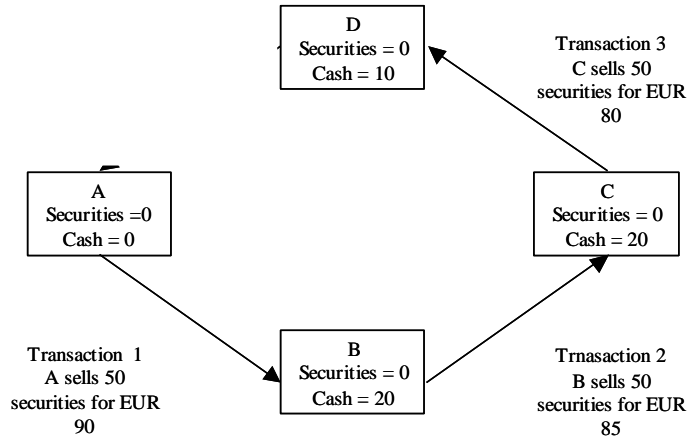 D
Securities = 0
Cash = 10
Transaction 3
C sells 50
securities for EUR
80
A
Securities =0
Cash = 0
C
Securities = 0
Cash = 20
Transaction 1
A sells 50
securities for EUR
90
B
Securities = 0
Cash = 20
Trnasaction 2
B sells 50
securities for EUR
85